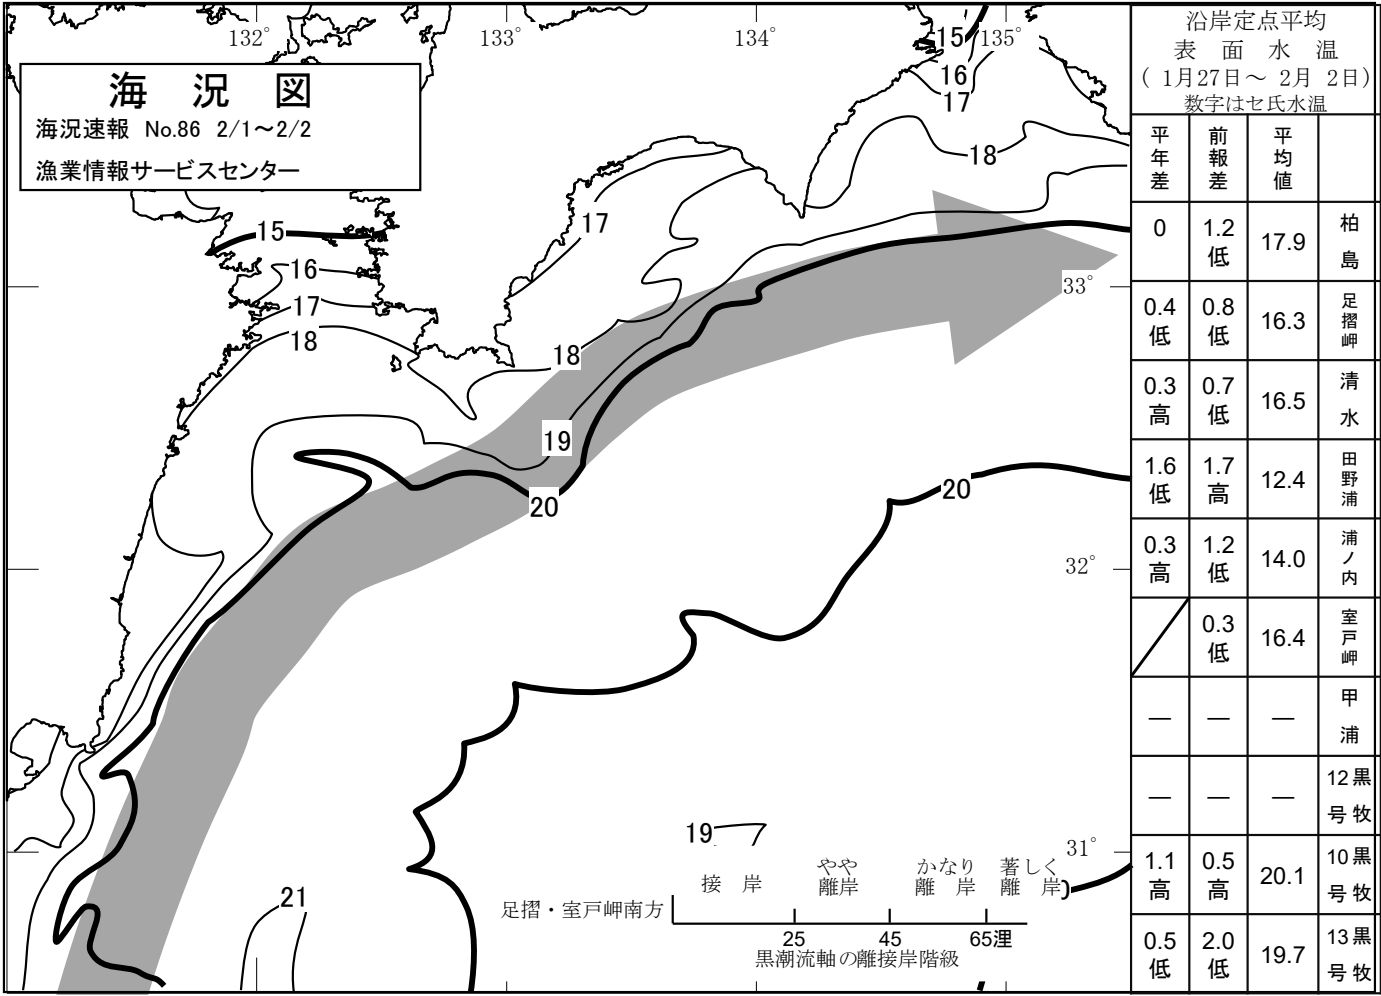 132°
133°
134°
135°
海 況 図
海況速報 No.86 2/1～2/2
漁業情報サービスセンター
15
16
17
18
17
15
16
17
18
18
33°
19
20
20
32°
19
31°
21
接 岸
やや
離岸
かなり
離 岸
著しく
離 岸
足摺・室戸岬南方
25 45 65浬
黒潮流軸の離接岸階級
沿岸定点平均
表 面 水 温
( 1月27日～ 2月 2日)
数字はセ氏水温
平年差 前報差 平均値
0 1.2低 17.9 柏島
0.4低 0.8低 16.3 足摺岬
0.3高 0.7低 16.5 清水
1.6低 1.7高 12.4 田野浦
0.3高 1.2低 14.0 浦ノ内
0.3低 16.4 室戸岬
― ― ― 甲浦
― ― ― 黒牧12号
1.1高 0.5高 20.1 黒牧10号
0.5低 2.0低 19.7 黒牧13号